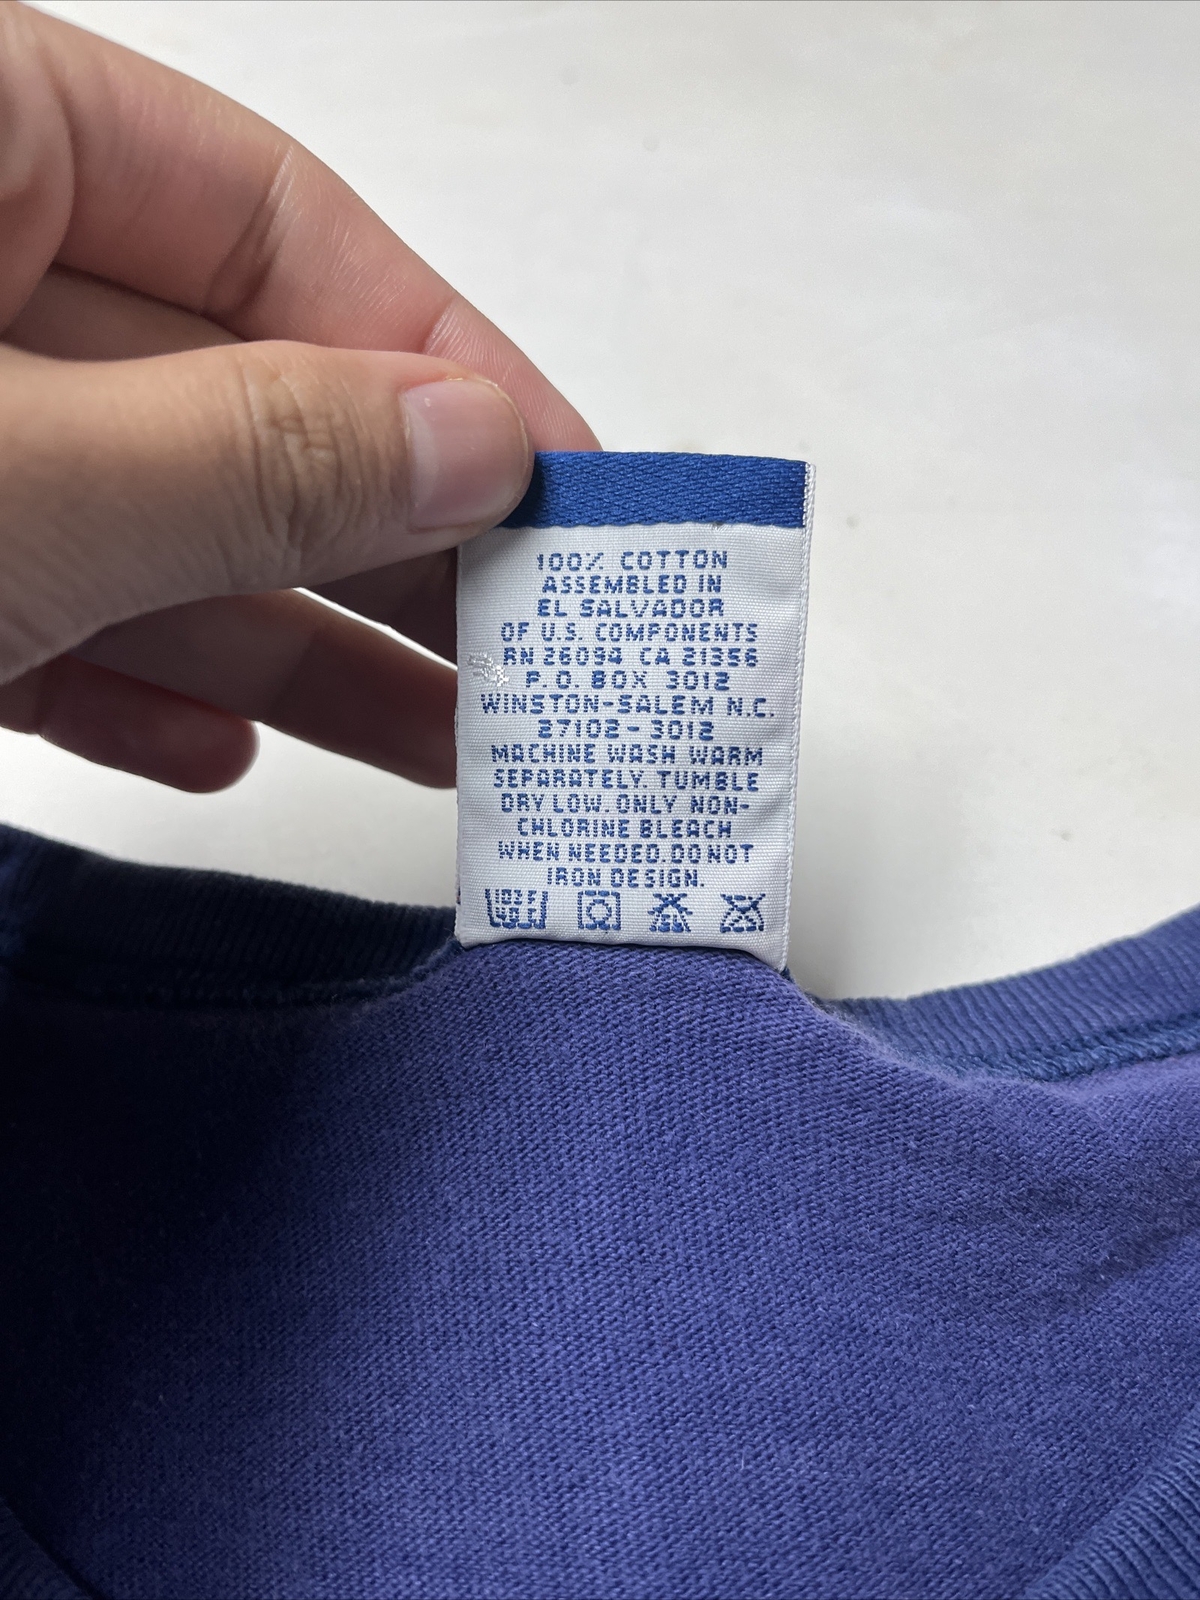 100% COTTON
ASSEMBLED IN
EL SALVADOR
OF U.S. COMPONENTS
RN 26094 CA 21356
P.O. BOX 3012
WINSTON-SALEM N.C.
27102-3012
MACHINE WASH WARM
SEPARATELY. TUMBLE
DRY LOW. ONLY NON-
CHLORINE BLEACH
WHEN NEEDED. DO NOT
IRON DESIGN.